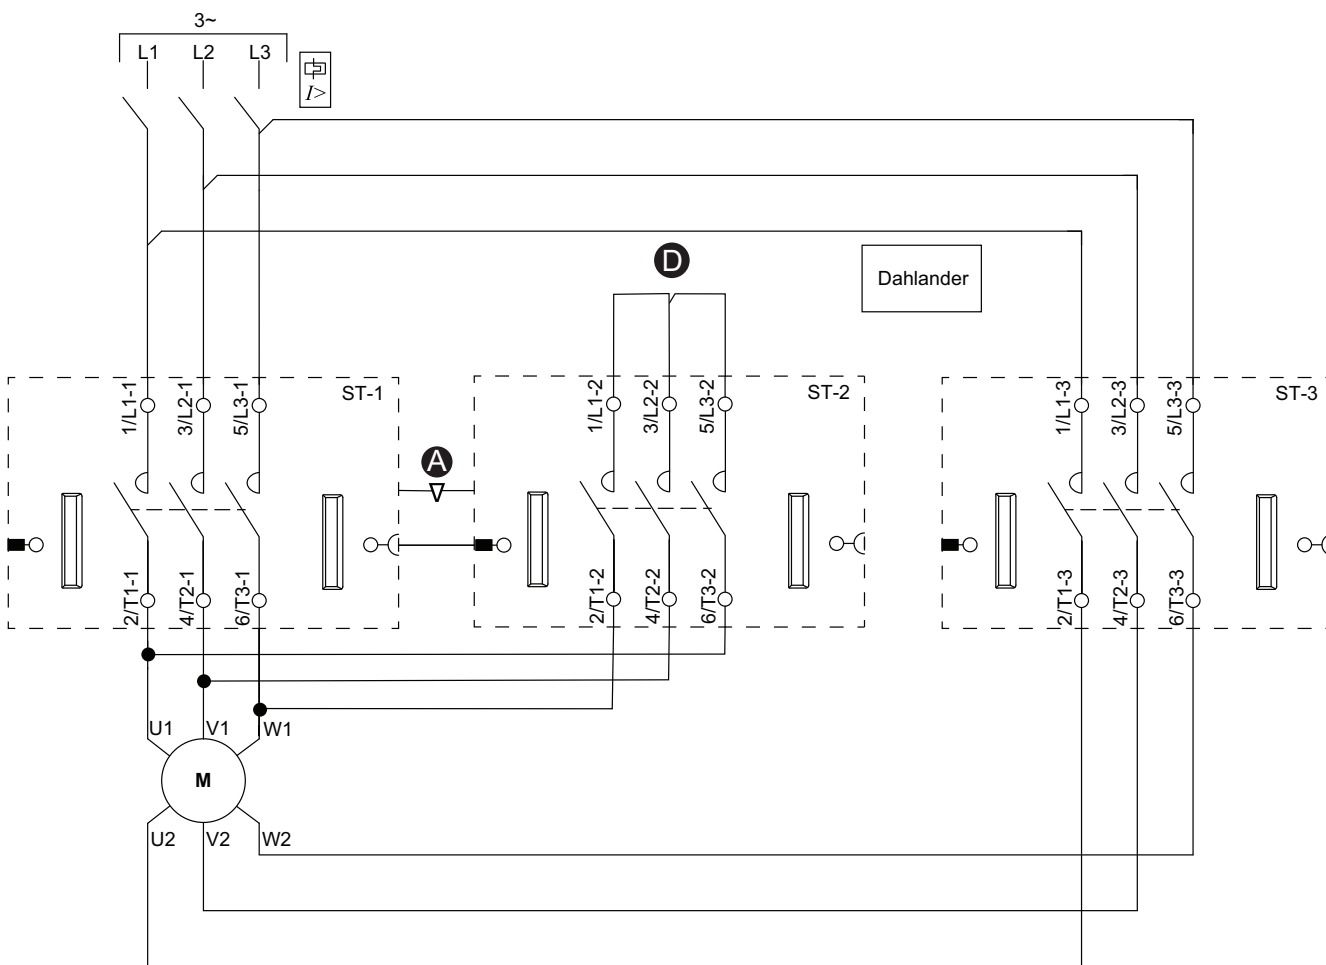 3~
L1 L2 L3
I>
D
Dahlander
ST-1 ST-2 ST-3
1/L1-1 3/L2-1 5/L3-1 1/L1-2 3/L2-2 5/L3-2 1/L1-3 3/L2-3 5/L3-3
A
2/T1-1 4/T2-1 6/T3-1 2/T1-2 4/T2-2 6/T3-2 2/T1-3 4/T2-3 6/T3-3
U1 V1 W1
M
U2 V2 W2